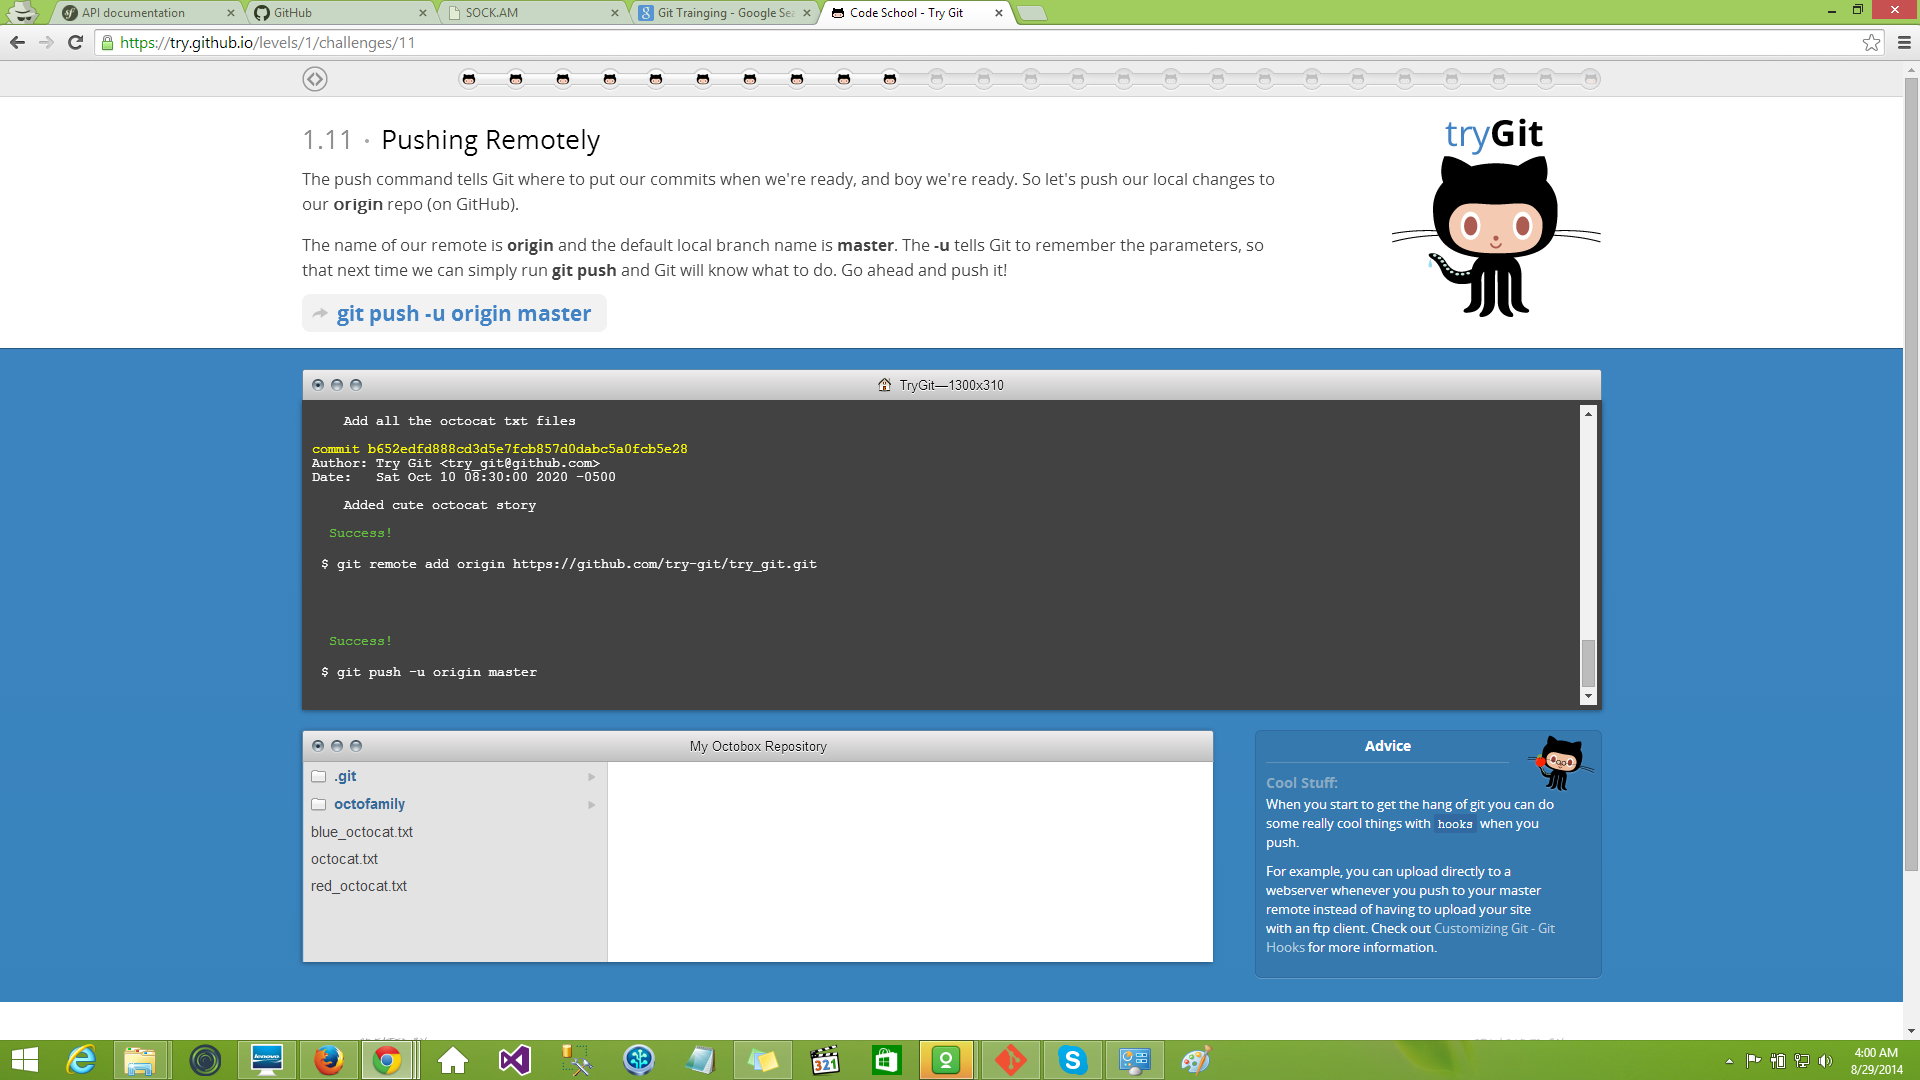 API documentation
GitHub
SOCK.AM
Git Trainging - Google Sea
Code School - Try Git
https://try.github.io/levels/1/challenges/11
1.11 · Pushing Remotely
The push command tells Git where to put our commits when we're ready, and boy we're ready. So let's push our local changes to
our origin repo (on GitHub).
The name of our remote is origin and the default local branch name is master. The -u tells Git to remember the parameters, so
that next time we can simply run git push and Git will know what to do. Go ahead and push it!
git push -u origin master
tryGit
TryGit—1300x310
Add all the octocat txt files
commit b652edfd888cd3d5e7fcb857d0dabc5a0fcb5e28
Author: Try Git <try_git@github.com>
Date:   Sat Oct 10 08:30:00 2020 -0500
Added cute octocat story
Success!
$ git remote add origin https://github.com/try-git/try_git.git
Success!
$ git push -u origin master
My Octobox Repository
.git
octofamily
blue_octocat.txt
octocat.txt
red_octocat.txt
Advice
Cool Stuff:
When you start to get the hang of git you can do
some really cool things with hooks when you
push.
For example, you can upload directly to a
webserver whenever you push to your master
remote instead of having to upload your site
with an ftp client. Check out Customizing Git - Git
Hooks for more information.
lenovo
321
4:00 AM
8/29/2014